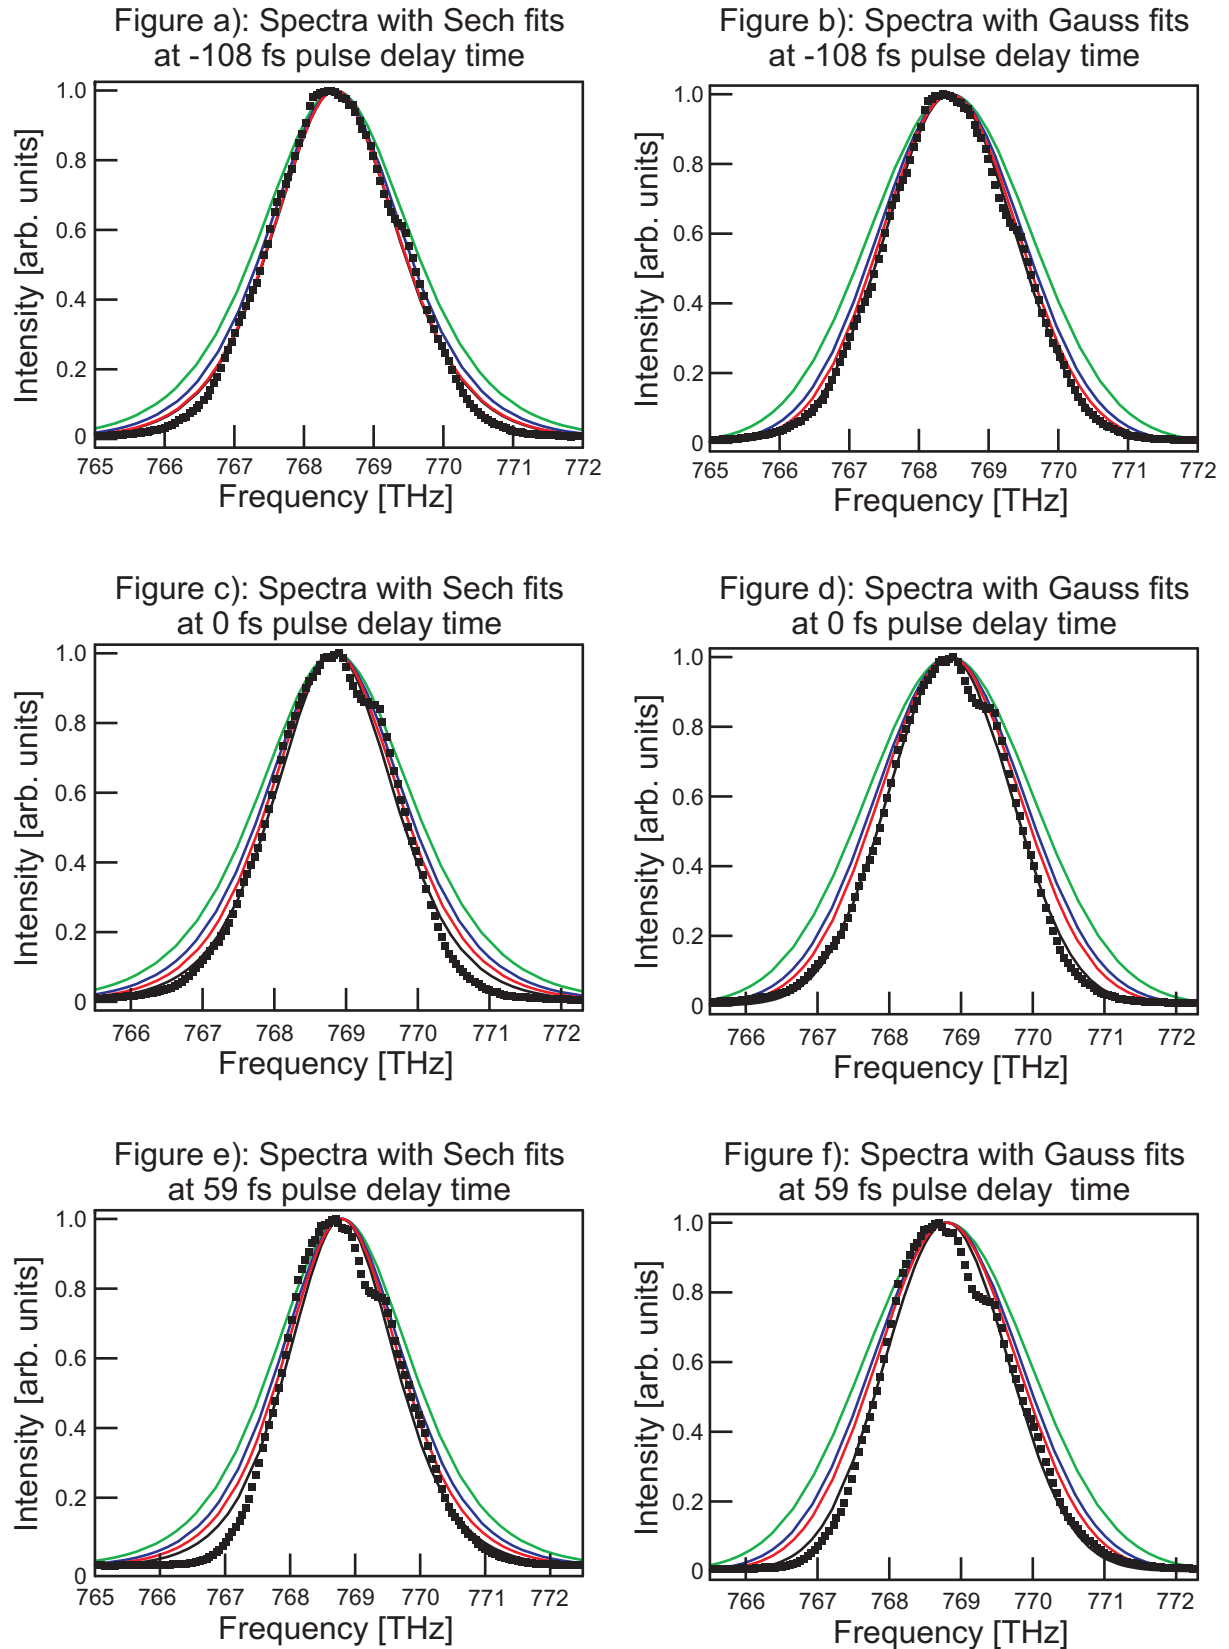 Figure a): Spectra with Sech fits
at -108 fs pulse delay time
Intensity [arb. units]
1.0
0.8
0.6
0.4
0.2
0
765 766 767 768 769 770 771 772
Frequency [THz]
Figure b): Spectra with Gauss fits
at -108 fs pulse delay time
Intensity [arb. units]
1.0
0.8
0.6
0.4
0.2
0
765 766 767 768 769 770 771 772
Frequency [THz]
Figure c): Spectra with Sech fits
at 0 fs pulse delay time
Intensity [arb. units]
1.0
0.8
0.6
0.4
0.2
0
766 767 768 769 770 771 772
Frequency [THz]
Figure d): Spectra with Gauss fits
at 0 fs pulse delay time
Intensity [arb. units]
1.0
0.8
0.6
0.4
0.2
0
766 767 768 769 770 771 772
Frequency [THz]
Figure e): Spectra with Sech fits
at 59 fs pulse delay time
Intensity [arb. units]
1.0
0.8
0.6
0.4
0.2
0
765 766 767 768 769 770 771 772
Frequency [THz]
Figure f): Spectra with Gauss fits
at 59 fs pulse delay time
Intensity [arb. units]
1.0
0.8
0.6
0.4
0.2
0
766 767 768 769 770 771 772
Frequency [THz]